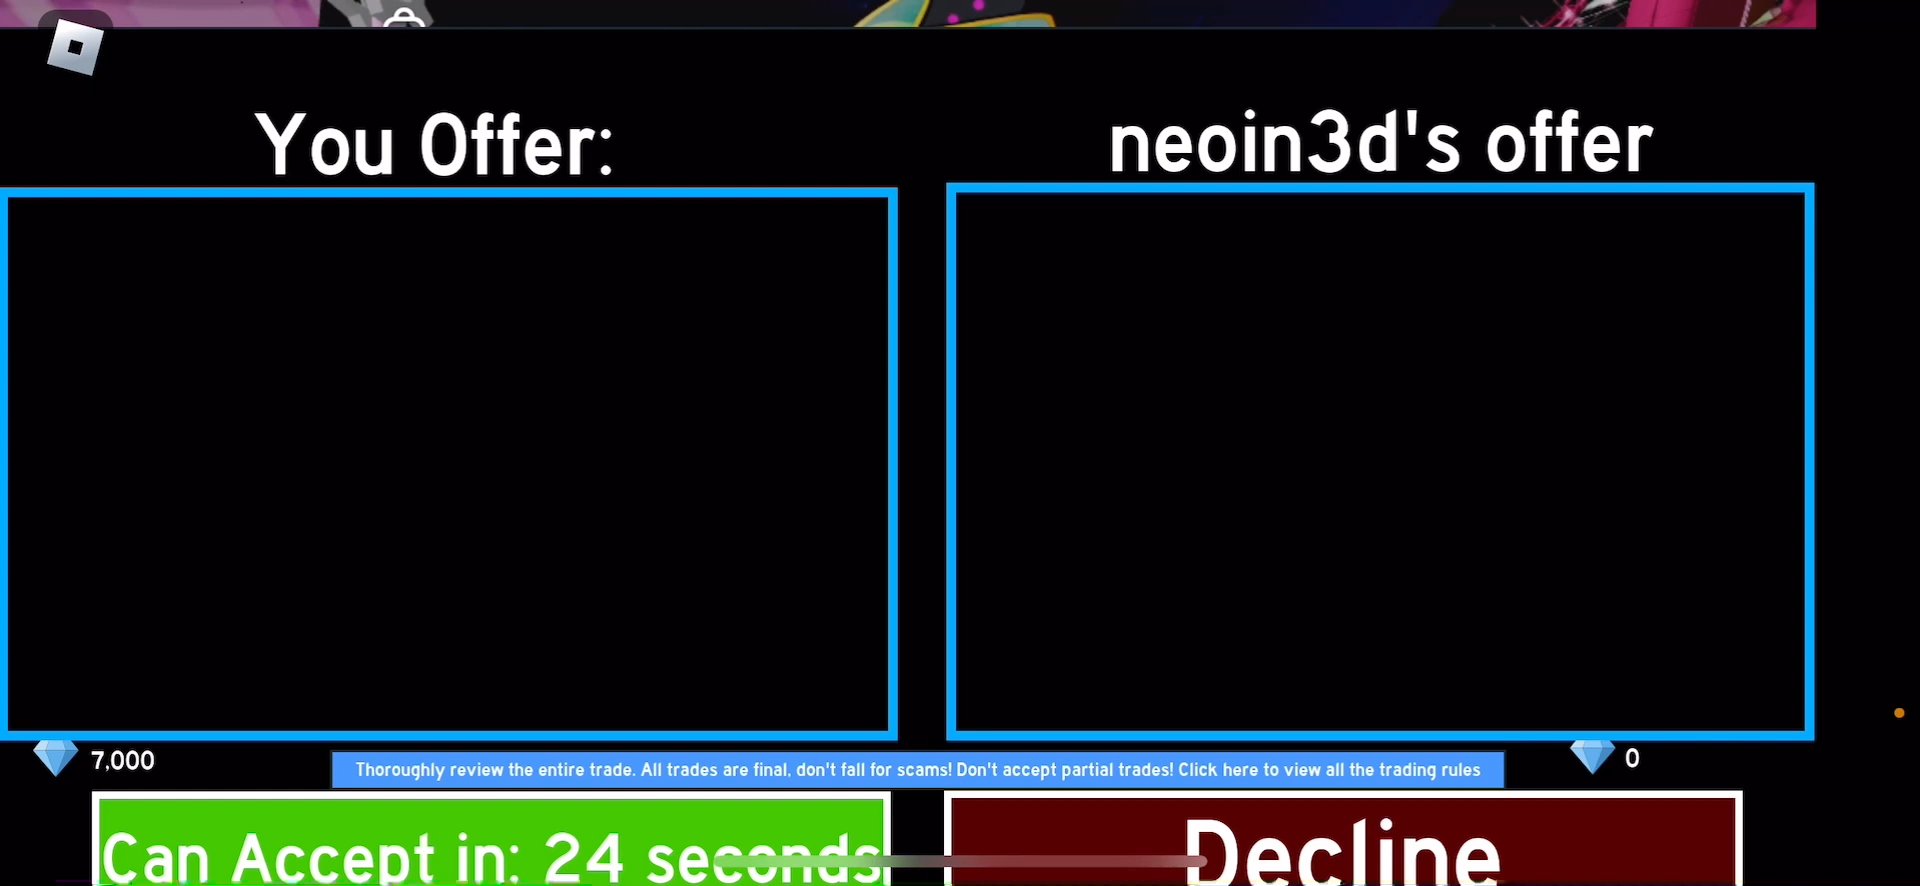 You Offer:
neoin3d's offer
7,000
Thoroughly review the entire trade. All trades are final, don't fall for scams! Don't accept partial trades! Click here to view all the trading rules
0
Can Accept in: 24 seconds
Decline